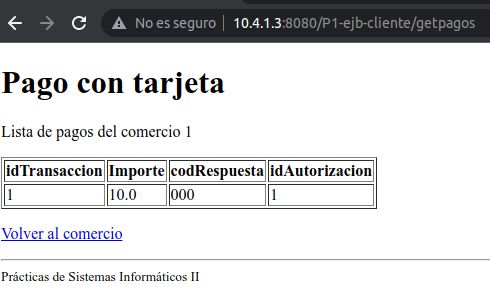 No es seguro | 10.4.1.3:8080/P1-ejb-cliente/getpagos
Pago con tarjeta
Lista de pagos del comercio 1
idTransaccion Importe codRespuesta idAutorizacion
1 10.0 000 1
Volver al comercio
Prácticas de Sistemas Informáticos II